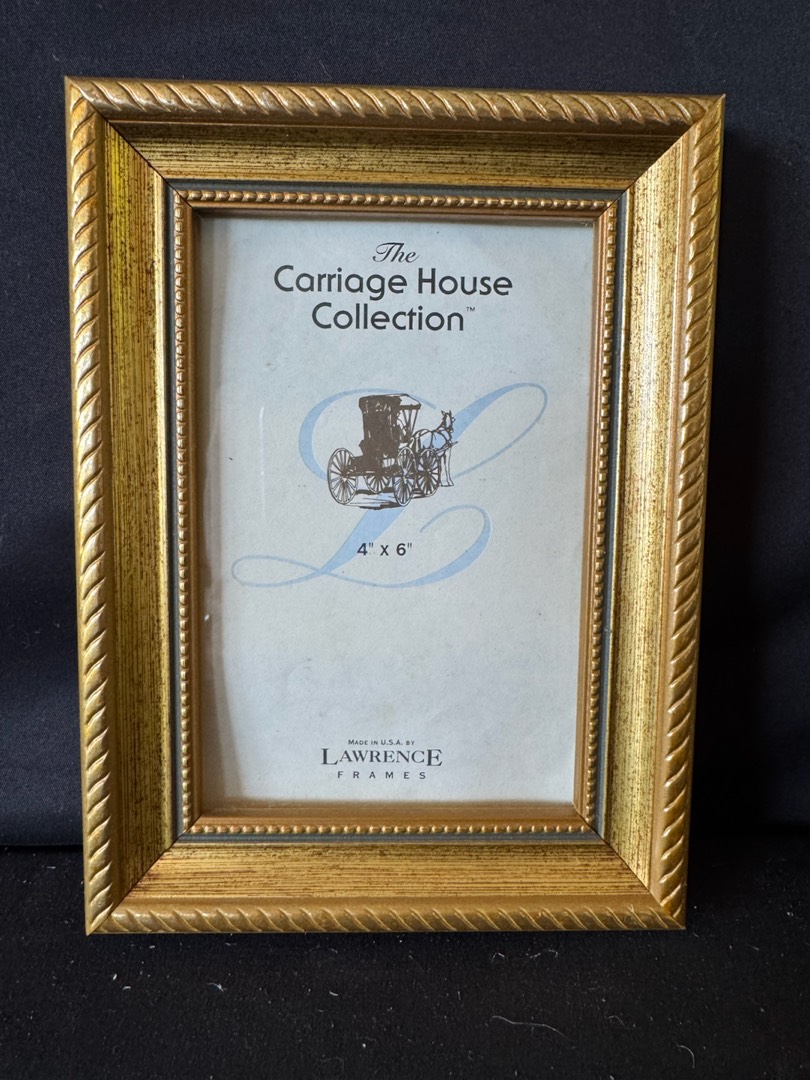 The
Carriage House
Collection™
L
4" x 6"
MADE IN U.S.A. BY
LAWRENCE
FRAMES